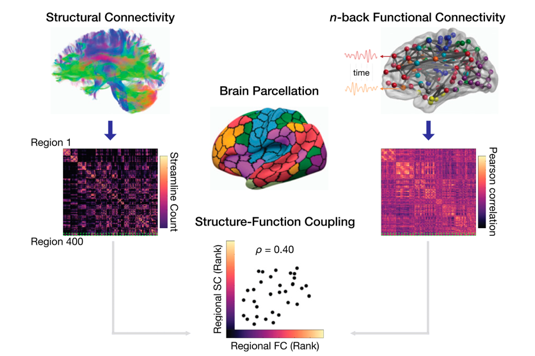 Structural Connectivity
n-back Functional Connectivity
time
Brain Parcellation
Region 1
Streamline Count
Pearson correlation
Region 400
Structure-Function Coupling
ρ = 0.40
Regional SC (Rank)
Regional FC (Rank)